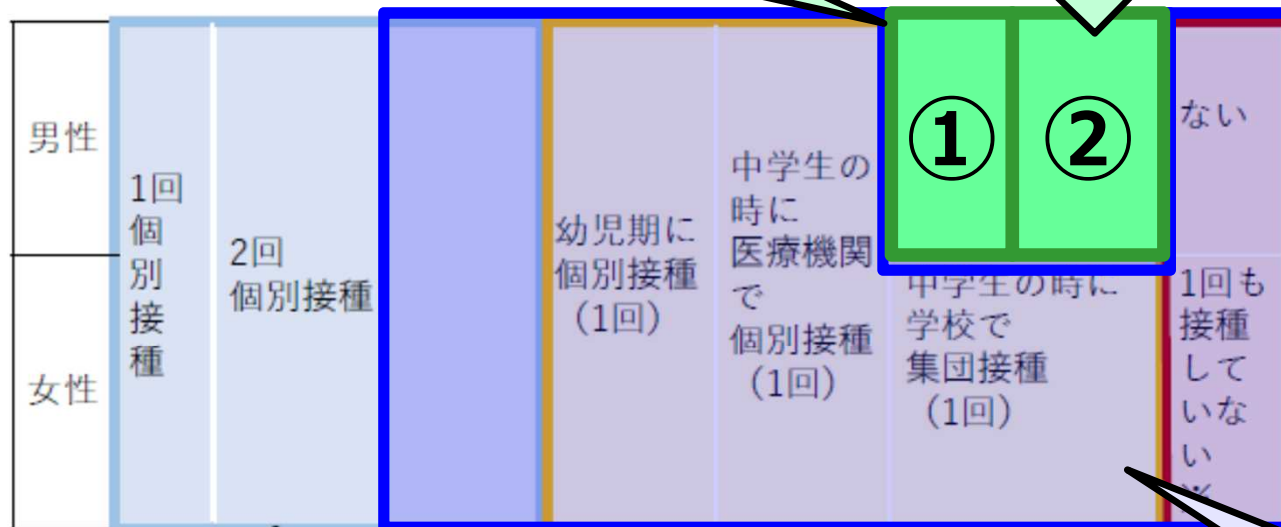 男性
女性
1回
個
別
接
種
2回
個別接種
幼児期に
個別接種
（1回）
中学生の
時に
医療機関
で
個別接種
（1回）
①
②
中学生の時に
学校で
集団接種
（1回）
ない
1回も
接種
して
いな
い
※